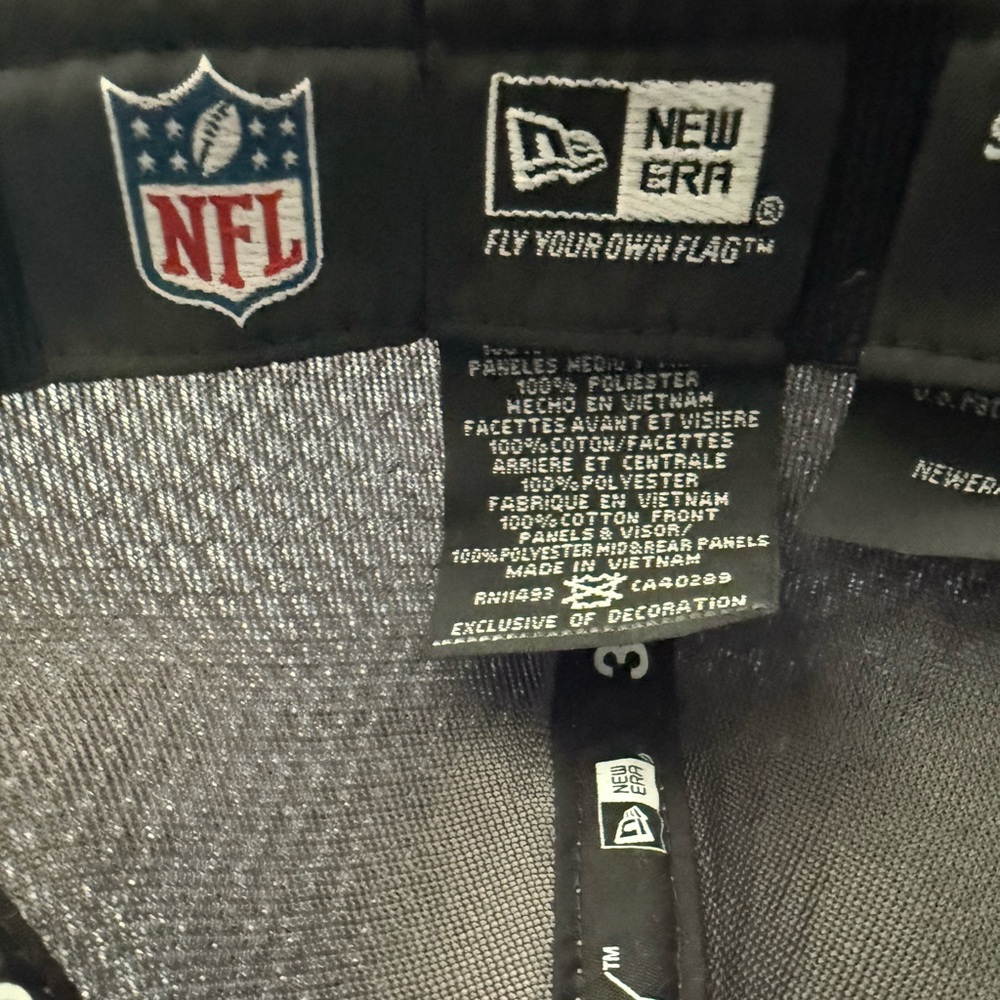 NFL
NEW
ERA
®
FLY YOUR OWN FLAG™
PANELES MEDIO Y
100% POLIESTER
HECHO EN VIETNAM
FACETTES AVANT ET VISIERE
100% COTON/FACETTES
ARRIERE ET CENTRALE
100% POLYESTER
FABRIQUE EN VIETNAM
100% COTTON FRONT
PANELS & VISOR/
100% POLYESTER MID&REAR PANELS
MADE IN VIETNAM
RN11493 CA40289
EXCLUSIVE OF DECORATION
NEW
ERA
3
™